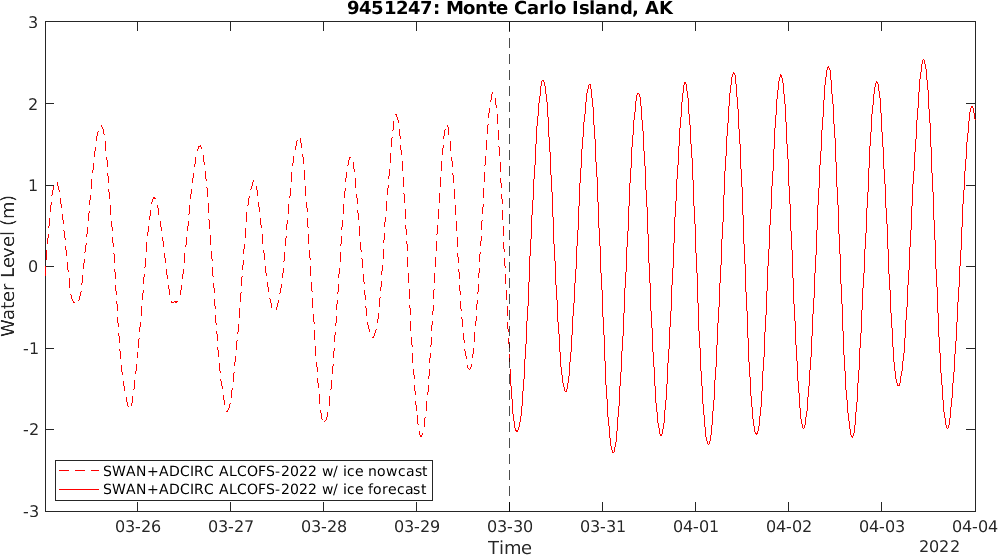 9451247: Monte Carlo Island, AK
3
2
1
0
-1
-2
-3
Water Level (m)
SWAN+ADCIRC ALCOFS-2022 w/ ice nowcast
SWAN+ADCIRC ALCOFS-2022 w/ ice forecast
03-26 03-27 03-28 03-29 03-30 03-31 04-01 04-02 04-03 04-04
Time
2022